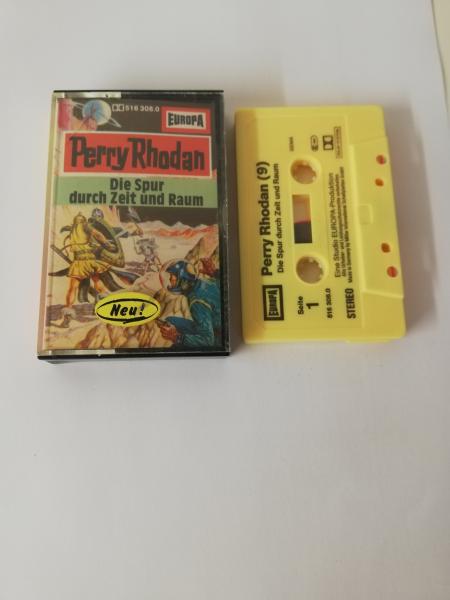 516 308.0
EUROPA
Perry Rhodan
Die Spur
durch Zeit und Raum
Neu!
Perry Rhodan (9)
Die Spur durch Zeit und Raum
EUROPA
Seite
1
Eine Studio EUROPA-Produktion
516 308.0
STEREO